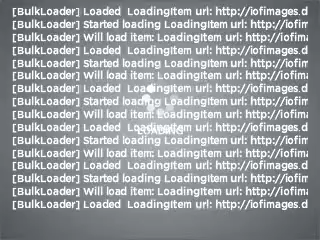 [BulkLoader] Loaded LoadingItem url: http://iofimages.d
[BulkLoader] Started loading LoadingItem url: http://iofim
[BulkLoader] Will load item: LoadingItem url: http://iofima
[BulkLoader] Loaded LoadingItem url: http://iofimages.d
[BulkLoader] Started loading LoadingItem url: http://iofim
[BulkLoader] Will load item: LoadingItem url: http://iofima
[BulkLoader] Loaded LoadingItem url: http://iofimages.d
[BulkLoader] Started loading LoadingItem url: http://iofim
[BulkLoader] Will load item: LoadingItem url: http://iofima
[BulkLoader] Loaded LoadingItem url: http://iofimages.d
LOADING
[BulkLoader] Started loading LoadingItem url: http://iofim
[BulkLoader] Will load item: LoadingItem url: http://iofima
[BulkLoader] Loaded LoadingItem url: http://iofimages.d
[BulkLoader] Started loading LoadingItem url: http://iofim
[BulkLoader] Will load item: LoadingItem url: http://iofima
[BulkLoader] Loaded LoadingItem url: http://iofimages.d